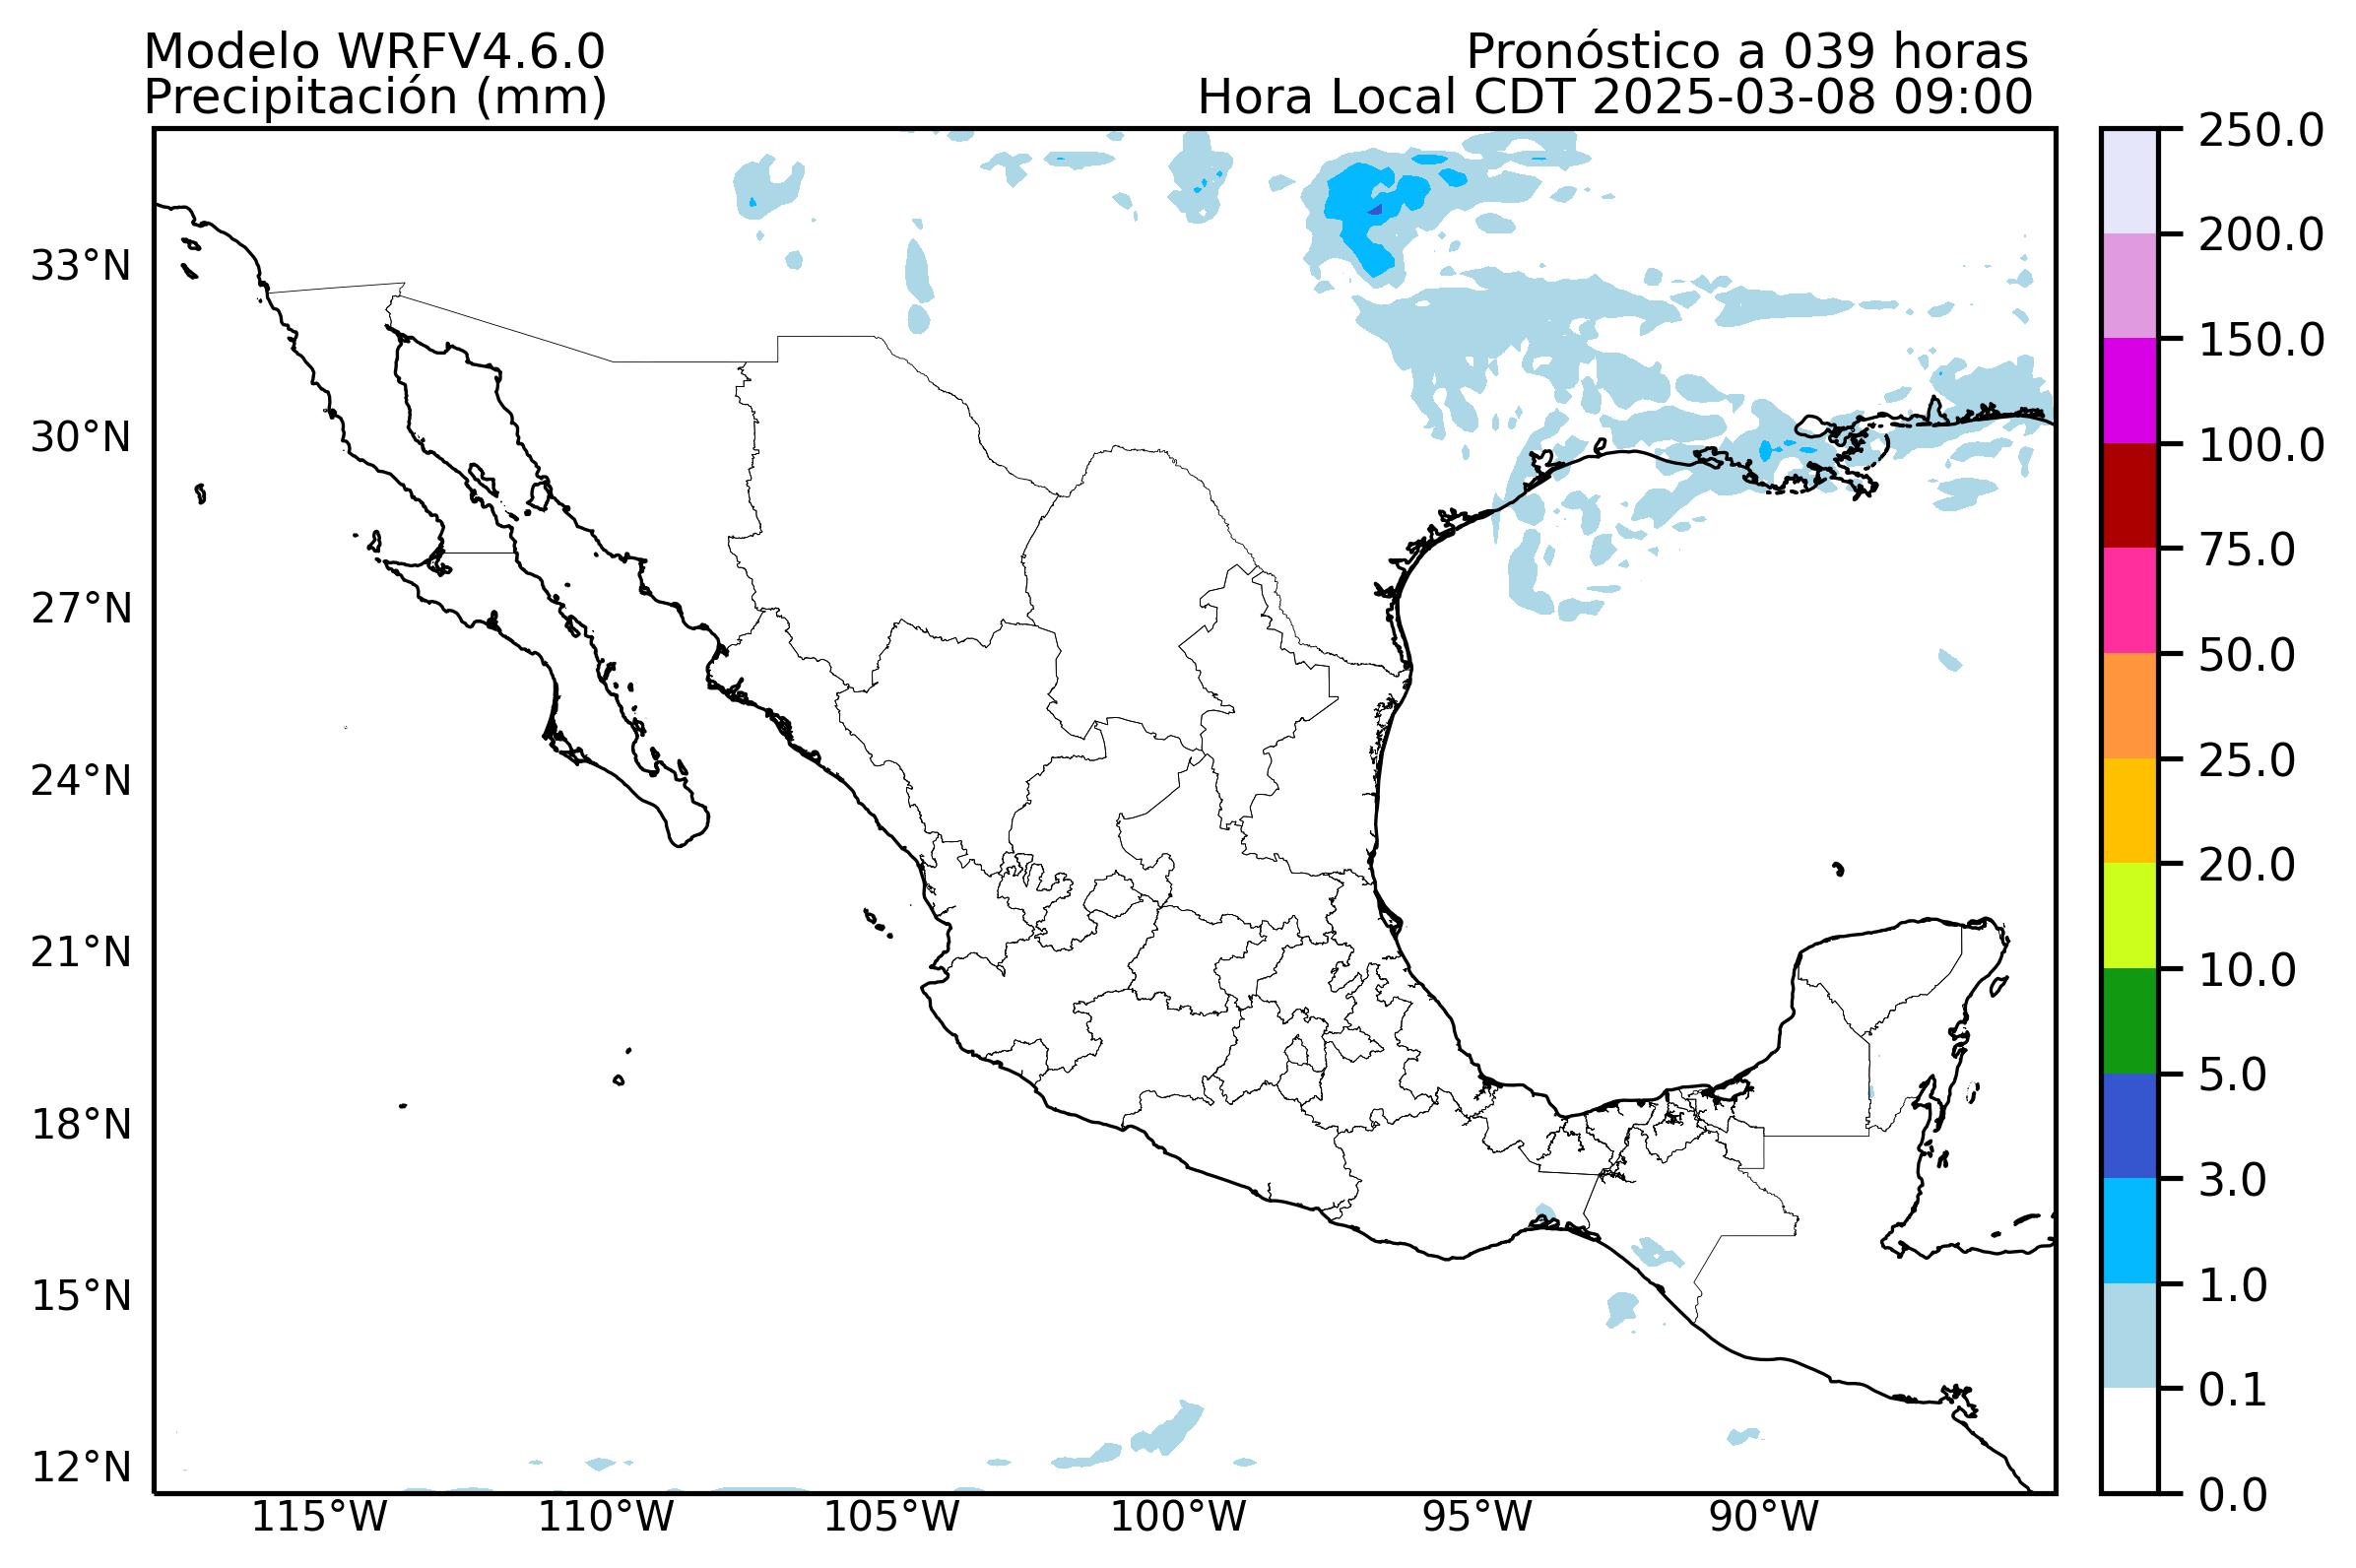 Modelo WRFV4.6.0
Precipitación (mm)
Pronóstico a 039 horas
Hora Local CDT 2025-03-08 09:00
33°N
30°N
27°N
24°N
21°N
18°N
15°N
12°N
115°W
110°W
105°W
100°W
95°W
90°W
250.0
200.0
150.0
100.0
75.0
50.0
25.0
20.0
10.0
5.0
3.0
1.0
0.1
0.0